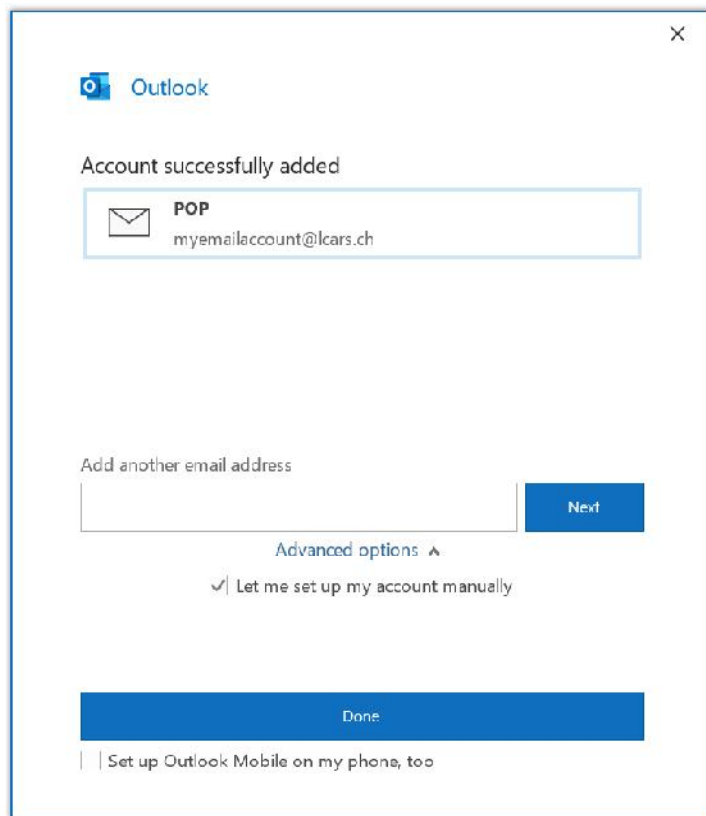 Outlook
Account successfully added
POP
myemailaccount@lcars.ch
Add another email address
Next
Advanced options
Let me set up my account manually
Done
Set up Outlook Mobile on my phone, too